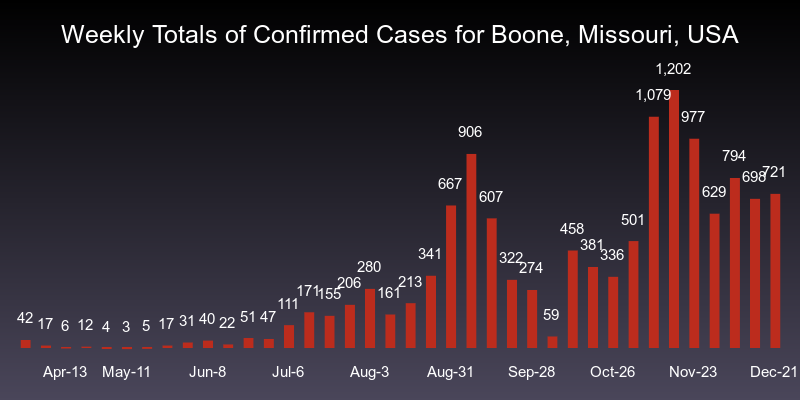 Weekly Totals of Confirmed Cases for Boone, Missouri, USA
42 17 6 12 4 3 5 17 31 40 22 51 47 111 171 155 206 280 161 213 341 667 906 607 322 274 59 458 381 336 501 1,079 1,202 977 629 794 698 721
Apr-13 May-11 Jun-8 Jul-6 Aug-3 Aug-31 Sep-28 Oct-26 Nov-23 Dec-21